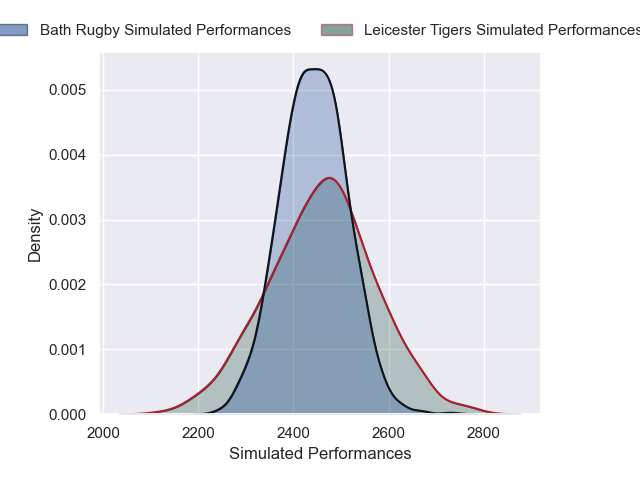 Bath Rugby Simulated Performances Leicester Tigers Simulated Performances
0.005
0.004
0.003
0.002
0.001
0.000
Density
2000 2200 2400 2600 2800
Simulated Performances